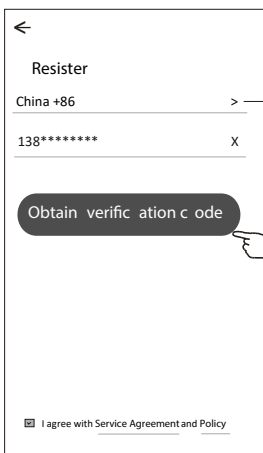 Resister
China +86 >
138******** X
Obtain verific ation c ode
I agree with Service Agreement and Policy